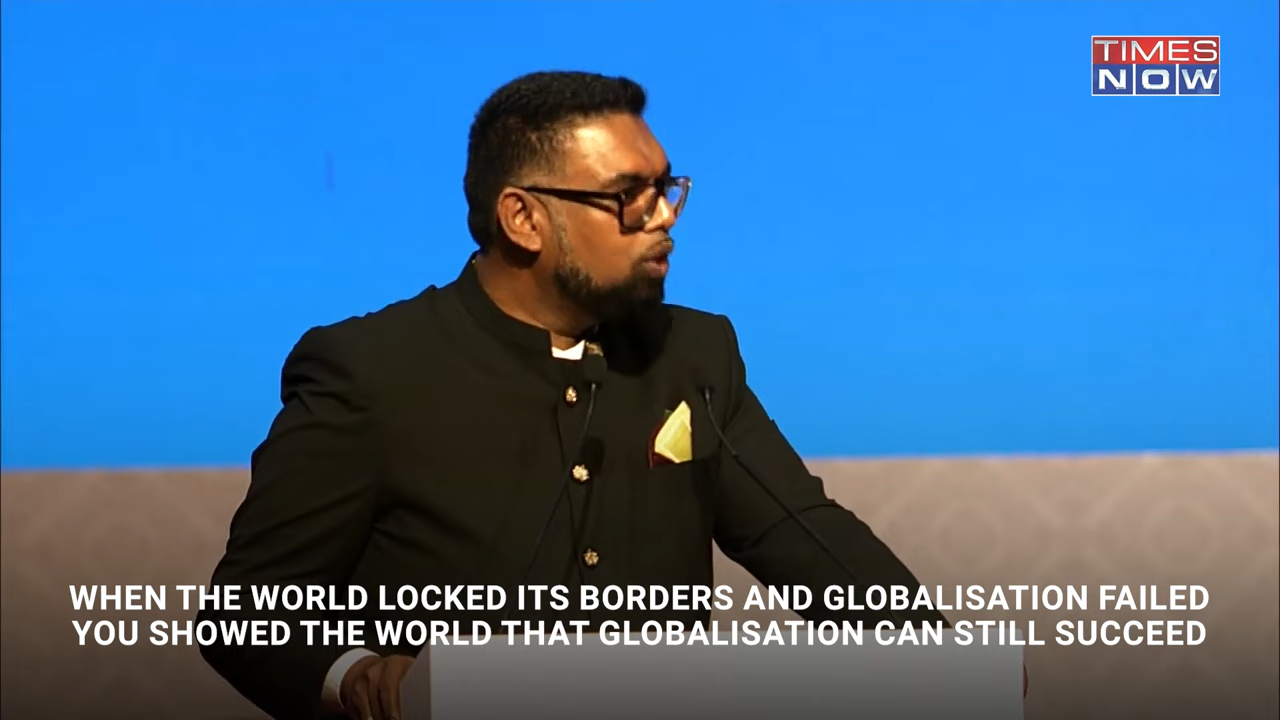 TIMES
NOW
WHEN THE WORLD LOCKED ITS BORDERS AND GLOBALISATION FAILED
YOU SHOWED THE WORLD THAT GLOBALISATION CAN STILL SUCCEED